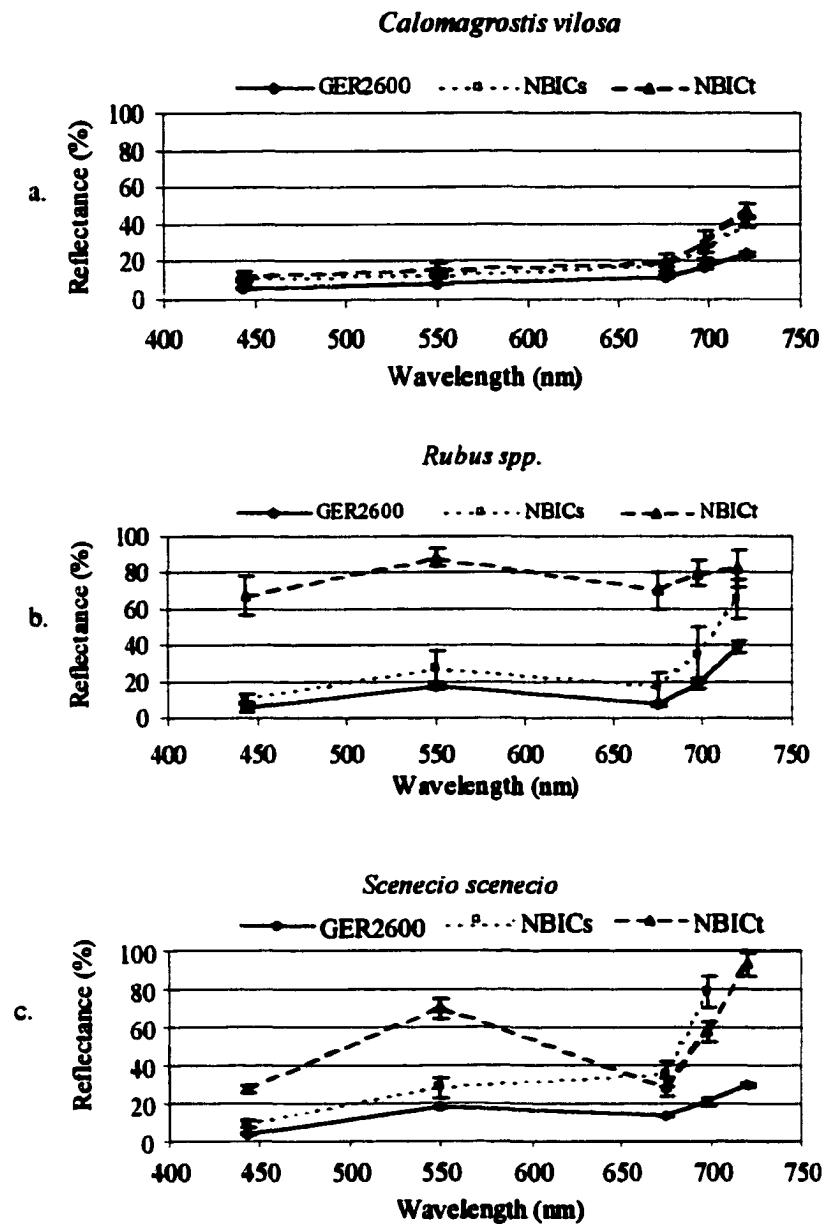 Calomagrostis vilosa
GER2600 NBICs NBICt
a.
Reflectance (%)
100
80
60
40
20
0
400 450 500 550 600 650 700 750
Wavelength (nm)
Rubus spp.
GER2600 NBICs NBICt
b.
Reflectance (%)
100
80
60
40
20
0
400 450 500 550 600 650 700 750
Wavelength (nm)
Scenecio scenecio
GER2600 NBICs NBICt
c.
Reflectance (%)
100
80
60
40
20
0
400 450 500 550 600 650 700 750
Wavelength (nm)